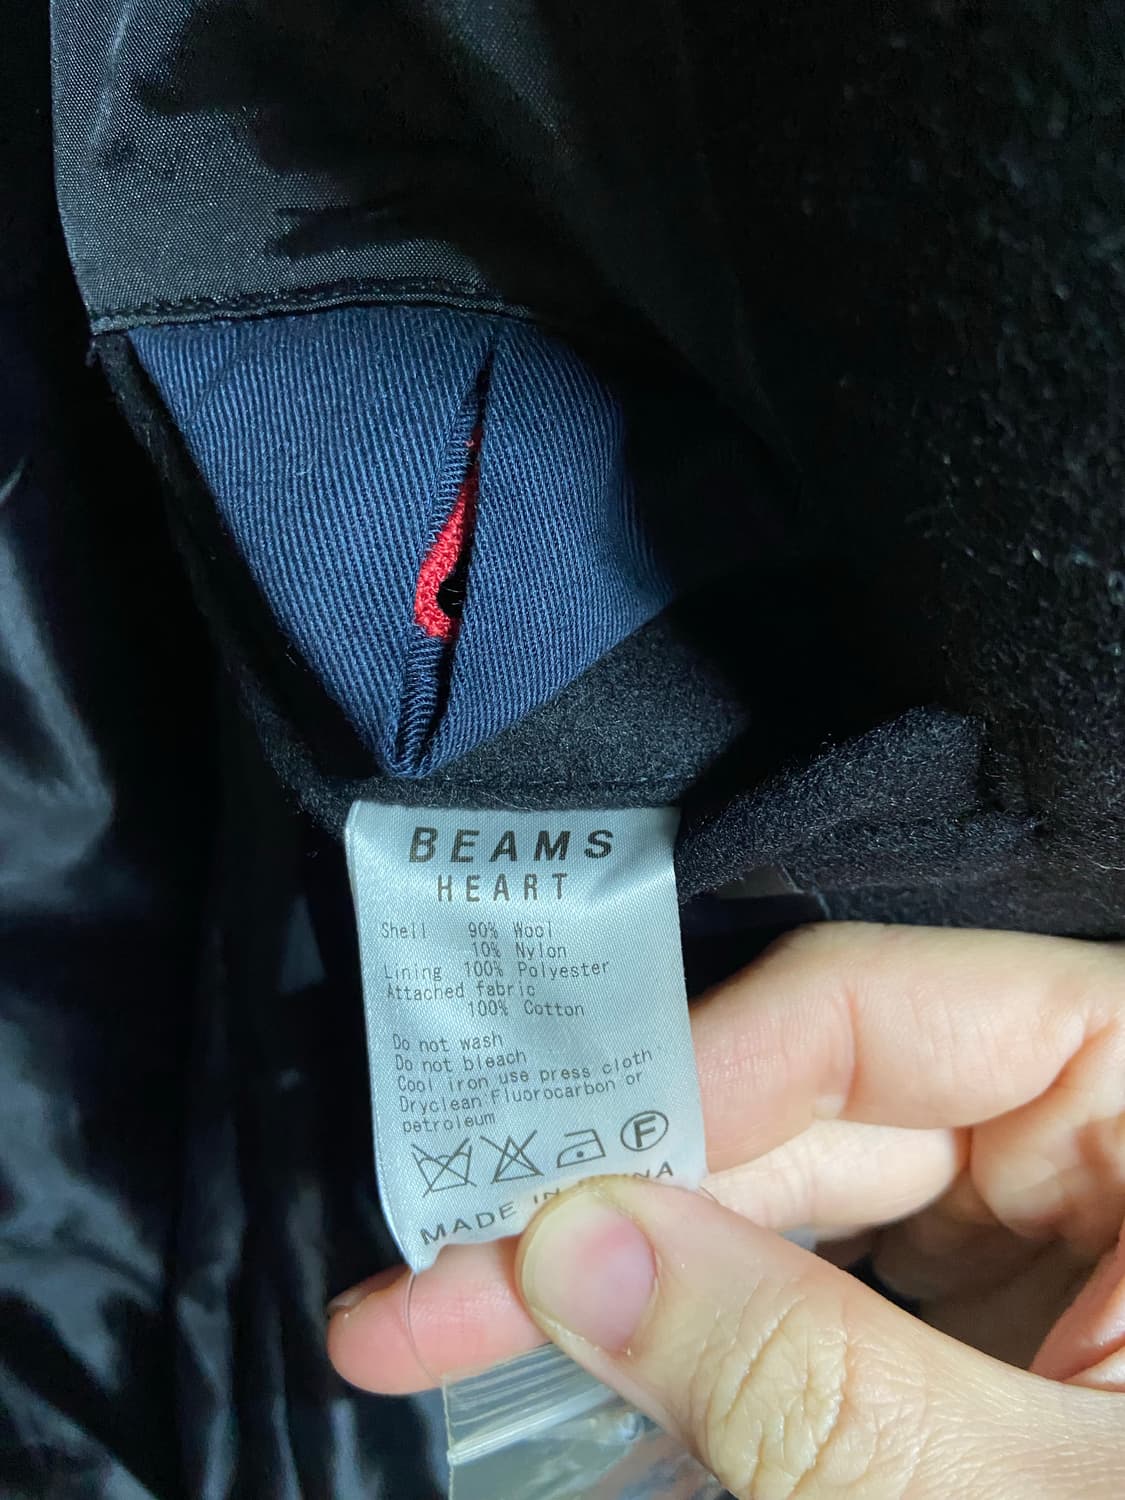 BEAMS
HEART
Shell 90% Wool
10% Nylon
Lining 100% Polyester
Attached fabric
100% Cotton
Do not wash
Do not bleach
Cool iron use press cloth
Dryclean:Fluorocarbon or
petroleum
F
MADE IN